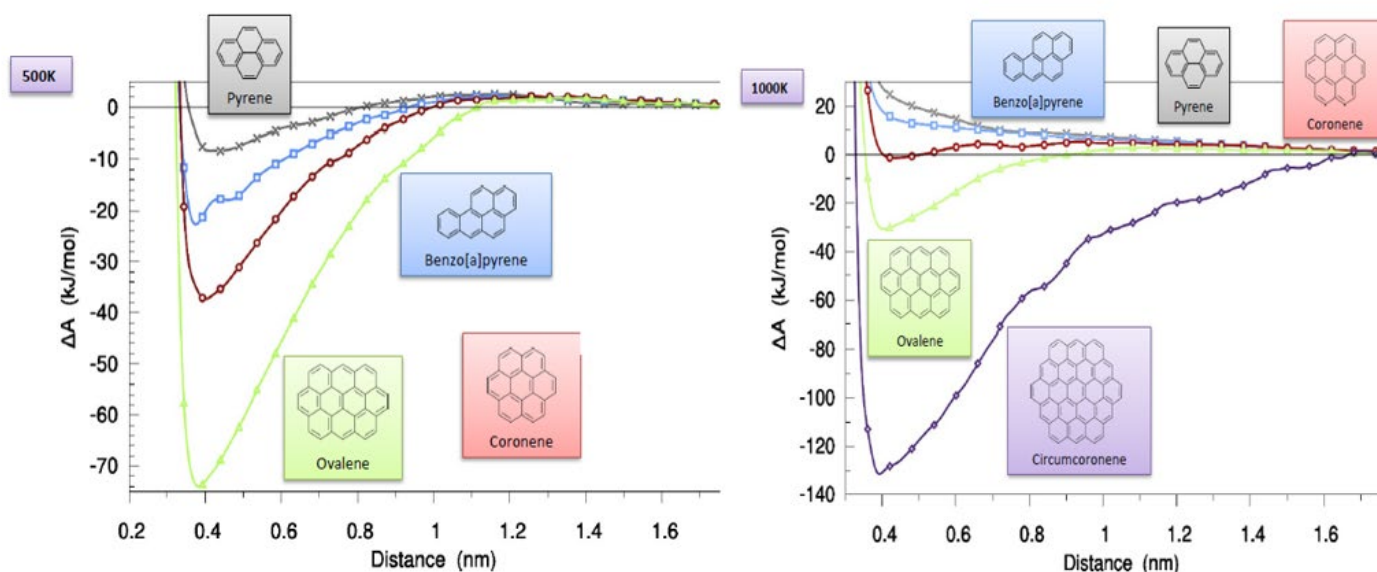 500K
Pyrene
0
-10
-20
-30
-40
-50
-60
-70
ΔA (kJ/mol)
Benzo[a]pyrene
Ovalene
Coronene
0.2 0.4 0.6 0.8 1 1.2 1.4 1.6
Distance (nm)
1000K
Benzo[a]pyrene
Pyrene
Coronene
20
0
-20
-40
-60
-80
-100
-120
-140
ΔA (kJ/mol)
Ovalene
Circumcoronene
0.4 0.6 0.8 1 1.2 1.4 1.6
Distance (nm)